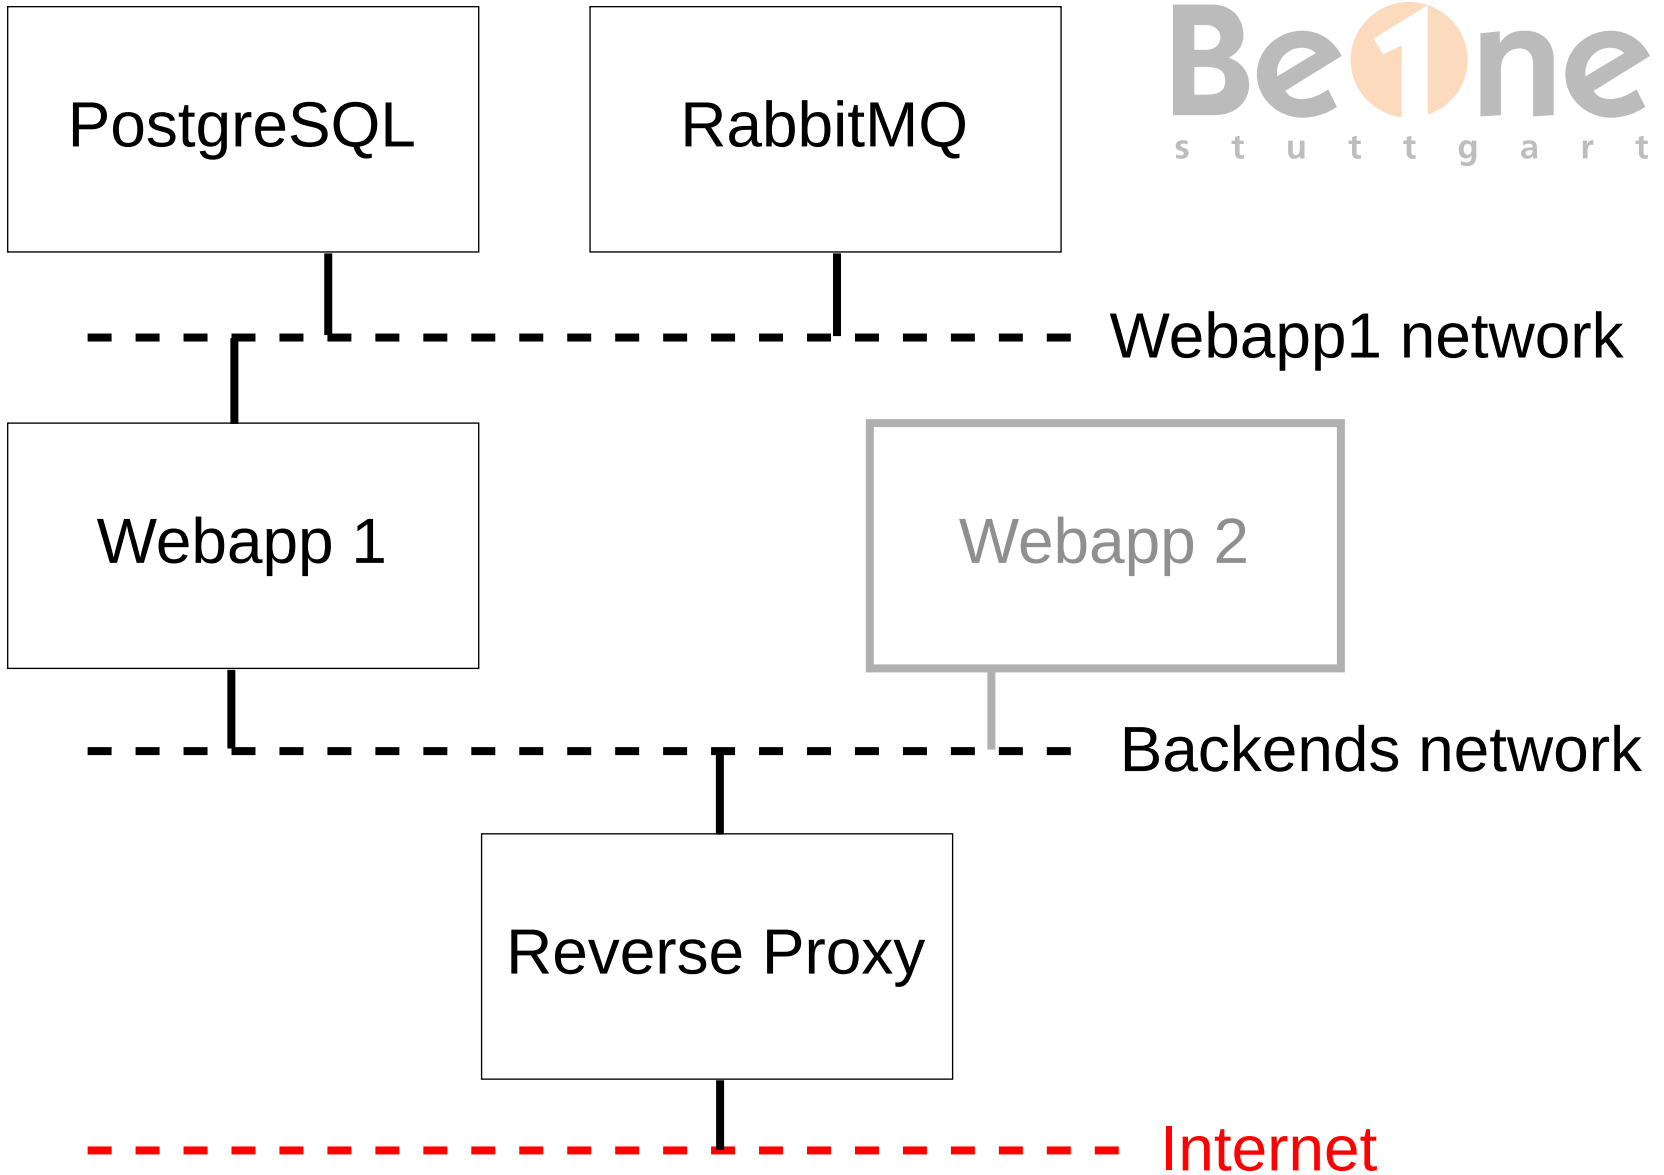 PostgreSQL
RabbitMQ
Be1ne
stuttgart
Webapp1 network
Webapp 1
Webapp 2
Backends network
Reverse Proxy
Internet